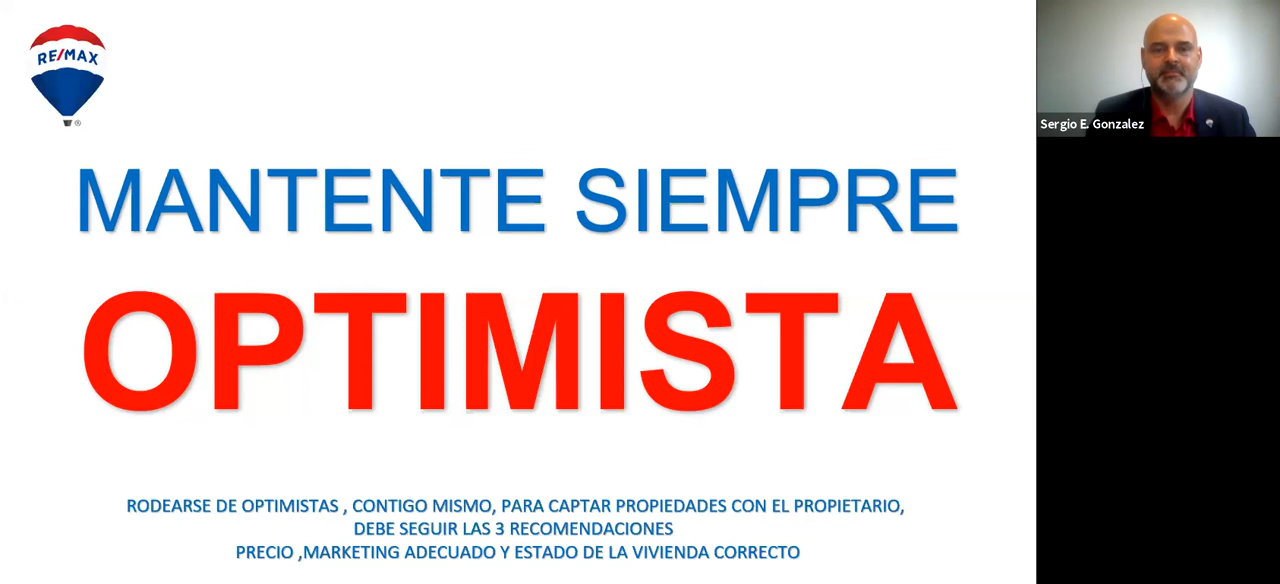 RE/MAX
®
Sergio E. Gonzalez
MANTENTE SIEMPRE
OPTIMISTA
RODEARSE DE OPTIMISTAS , CONTIGO MISMO, PARA CAPTAR PROPIEDADES CON EL PROPIETARIO,
DEBE SEGUIR LAS 3 RECOMENDACIONES
PRECIO ,MARKETING ADECUADO Y ESTADO DE LA VIVIENDA CORRECTO